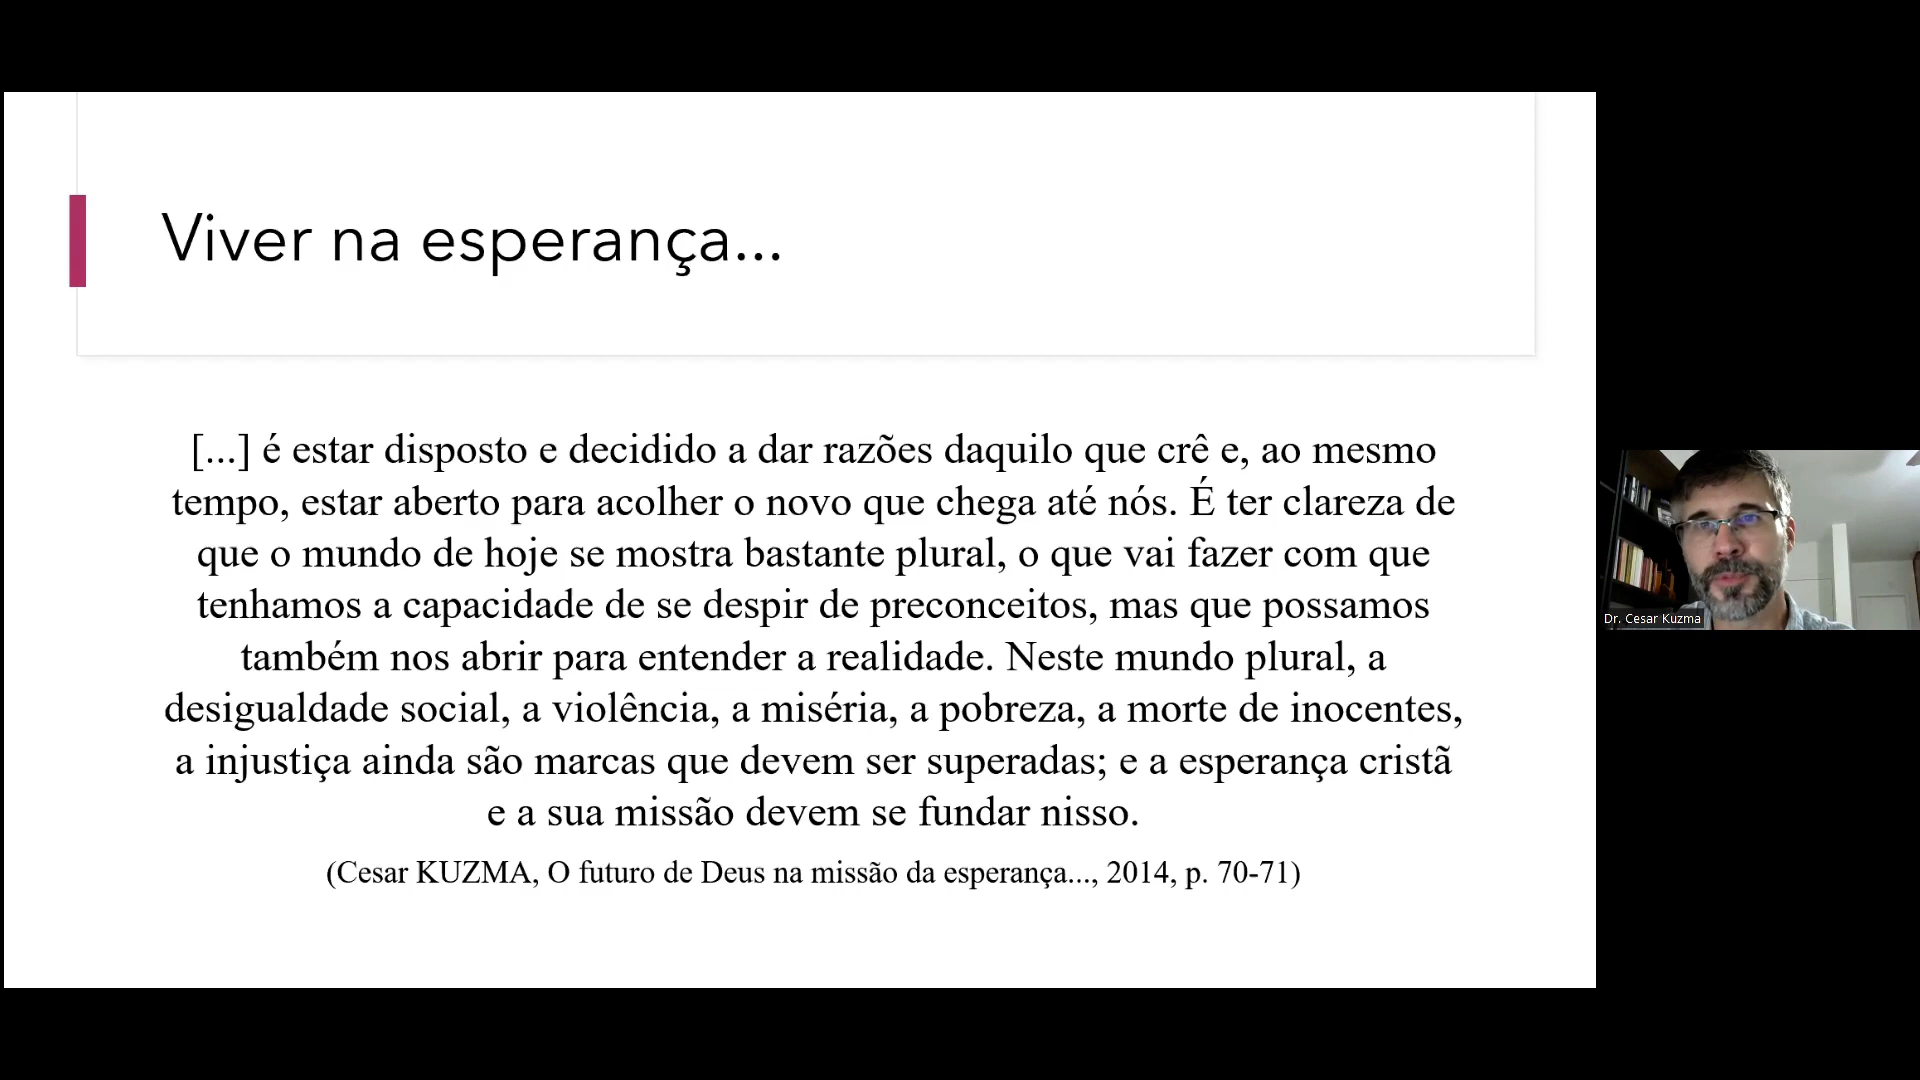 Viver na esperança...
[...] é estar disposto e decidido a dar razões daquilo que crê e, ao mesmo
tempo, estar aberto para acolher o novo que chega até nós. É ter clareza de
que o mundo de hoje se mostra bastante plural, o que vai fazer com que
tenhamos a capacidade de se despir de preconceitos, mas que possamos
também nos abrir para entender a realidade. Neste mundo plural, a
desigualdade social, a violência, a miséria, a pobreza, a morte de inocentes,
a injustiça ainda são marcas que devem ser superadas; e a esperança cristã
e a sua missão devem se fundar nisso.
(Cesar KUZMA, O futuro de Deus na missão da esperança..., 2014, p. 70-71)
Dr. Cesar Kuzma